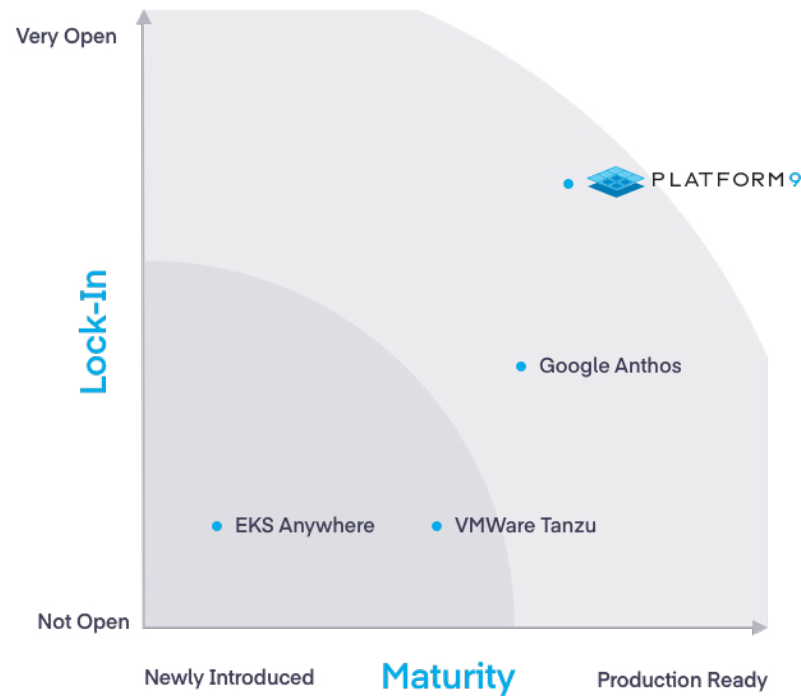 Very Open
PLATFORM9
Lock-In
Google Anthos
EKS Anywhere
VMWare Tanzu
Not Open
Newly Introduced
Maturity
Production Ready